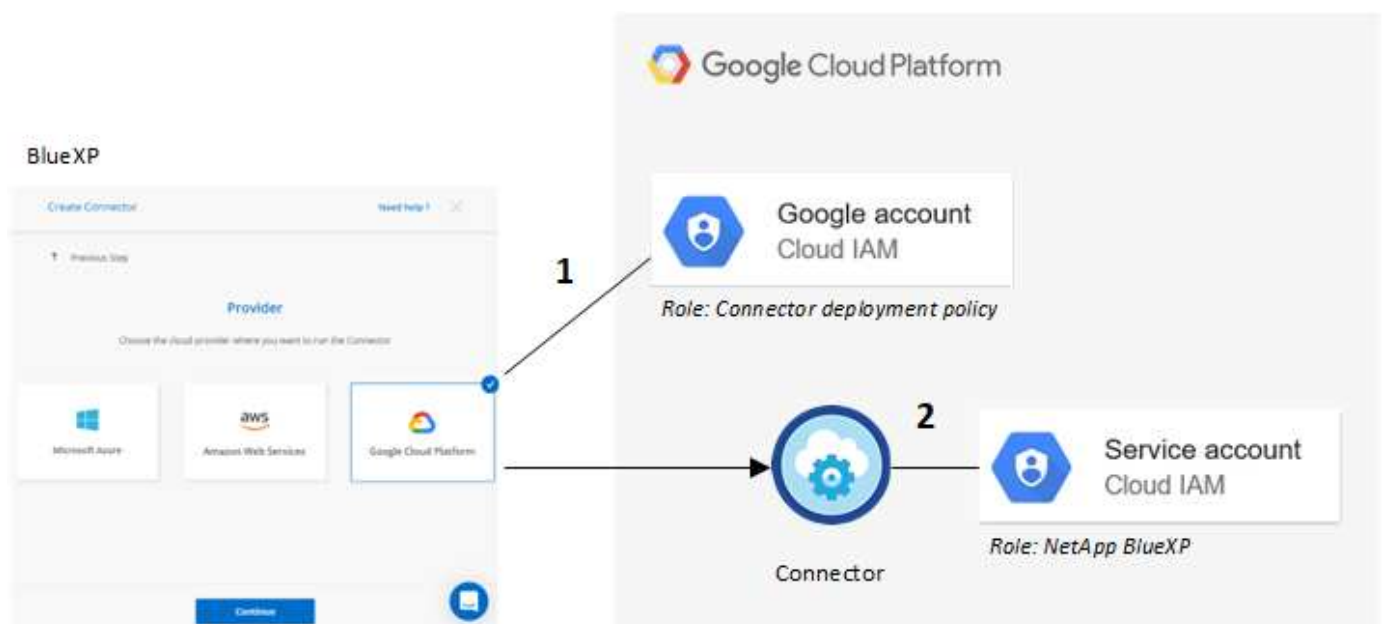 Google Cloud Platform
BlueXP
Create Connector
Need help?
Previous Step
1
Google account
Cloud IAM
Role: Connector deployment policy
Provider
Choose the cloud provider where you want to run the Connector
Microsoft Azure
aws
Amazon Web Services
Google Cloud Platform
2
Service account
Cloud IAM
Role: NetApp BlueXP
Connector
Continue